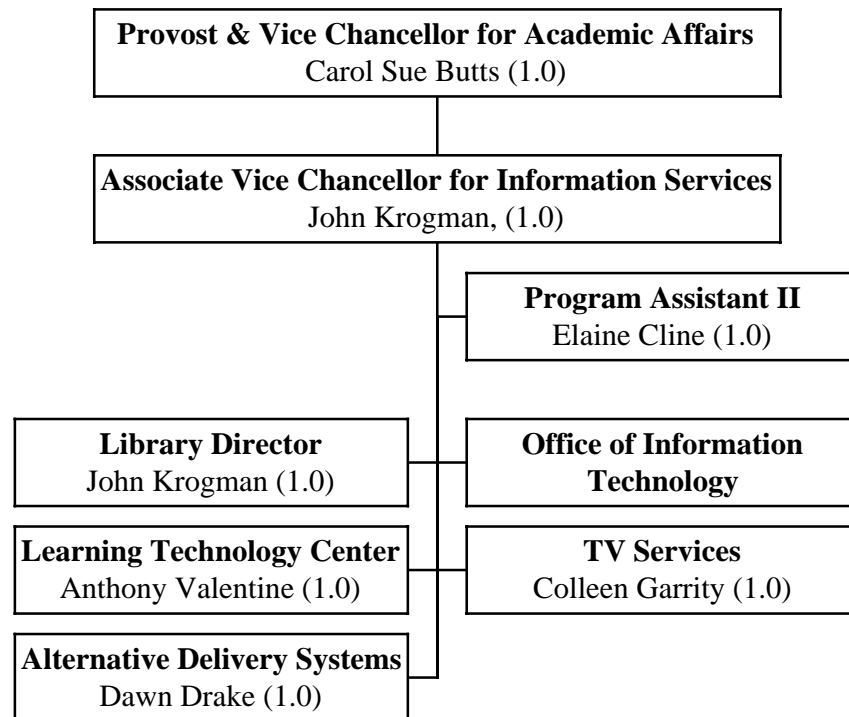 Provost & Vice Chancellor for Academic Affairs
Carol Sue Butts (1.0)
Associate Vice Chancellor for Information Services
John Krogman, (1.0)
Program Assistant II
Elaine Cline (1.0)
Library Director
John Krogman (1.0)
Office of Information
Technology
Learning Technology Center
Anthony Valentine (1.0)
TV Services
Colleen Garrity (1.0)
Alternative Delivery Systems
Dawn Drake (1.0)